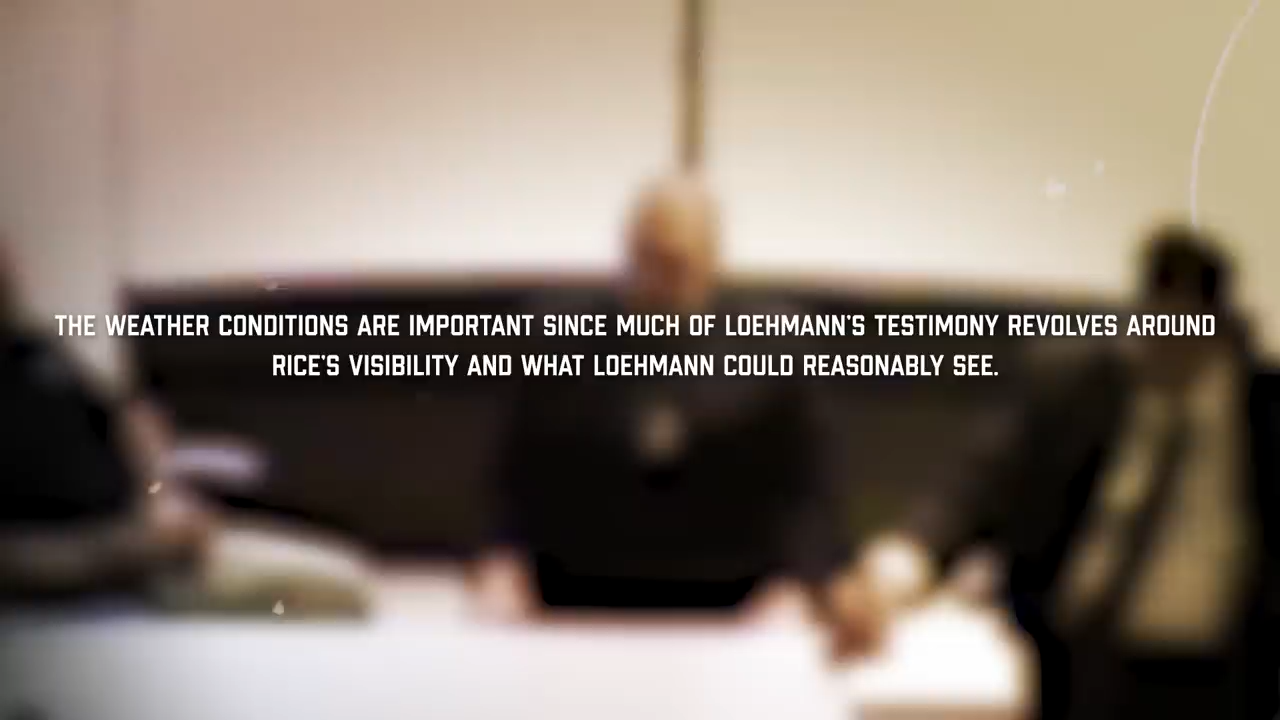 THE WEATHER CONDITIONS ARE IMPORTANT SINCE MUCH OF LOEHMANN'S TESTIMONY REVOLVES AROUND
RICE'S VISIBILITY AND WHAT LOEHMANN COULD REASONABLY SEE.